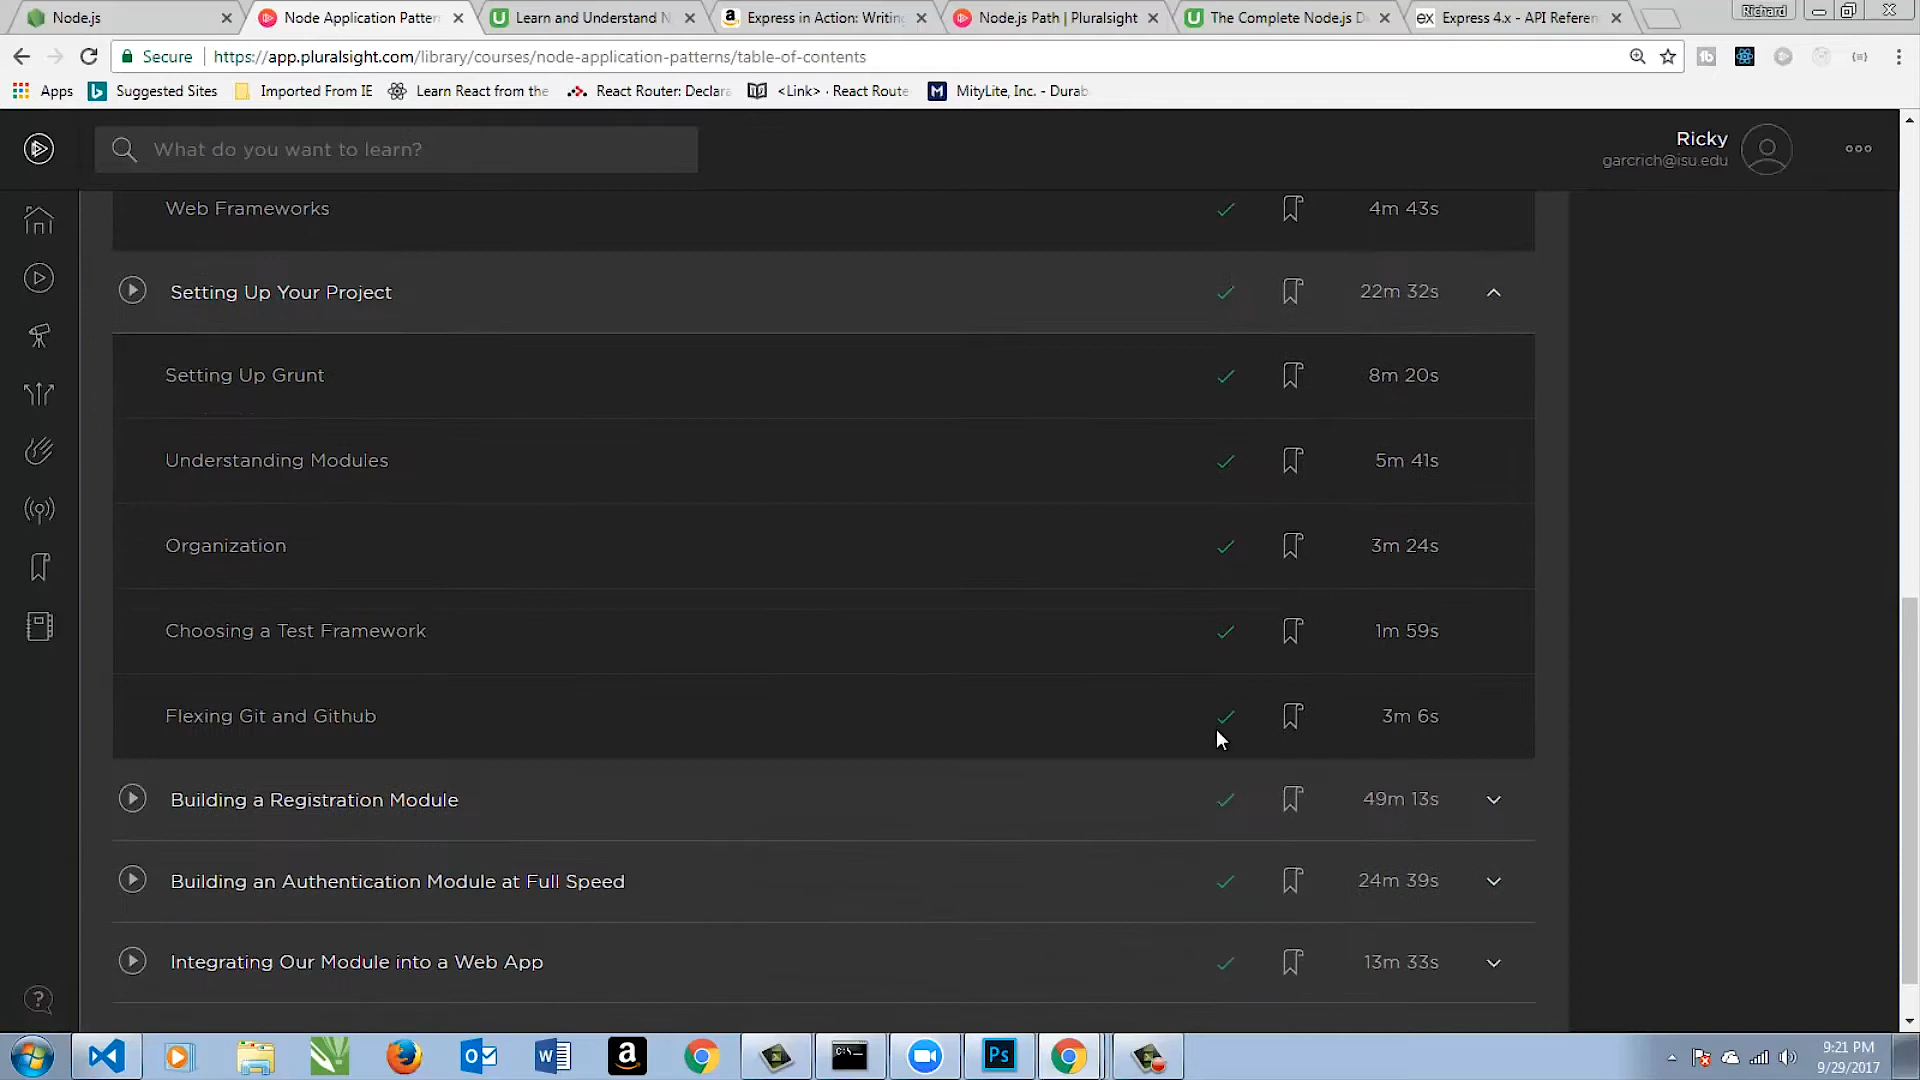 Node.js
Node Application Pattern
Learn and Understand N
Express in Action: Writing
Node.js Path | Pluralsight
The Complete Node.js D
Express 4.x - API Referen
Richard
Secure
https://app.pluralsight.com/library/courses/node-application-patterns/table-of-contents
Apps
Suggested Sites
Imported From IE
Learn React from the
React Router: Declara
<Link> · React Route
MityLite, Inc. - Durab
What do you want to learn?
Ricky
garcrich@isu.edu
Web Frameworks
4m 43s
Setting Up Your Project
22m 32s
Setting Up Grunt
8m 20s
Understanding Modules
5m 41s
Organization
3m 24s
Choosing a Test Framework
1m 59s
Flexing Git and Github
3m 6s
Building a Registration Module
49m 13s
Building an Authentication Module at Full Speed
24m 39s
Integrating Our Module into a Web App
13m 33s
9:21 PM
9/29/2017